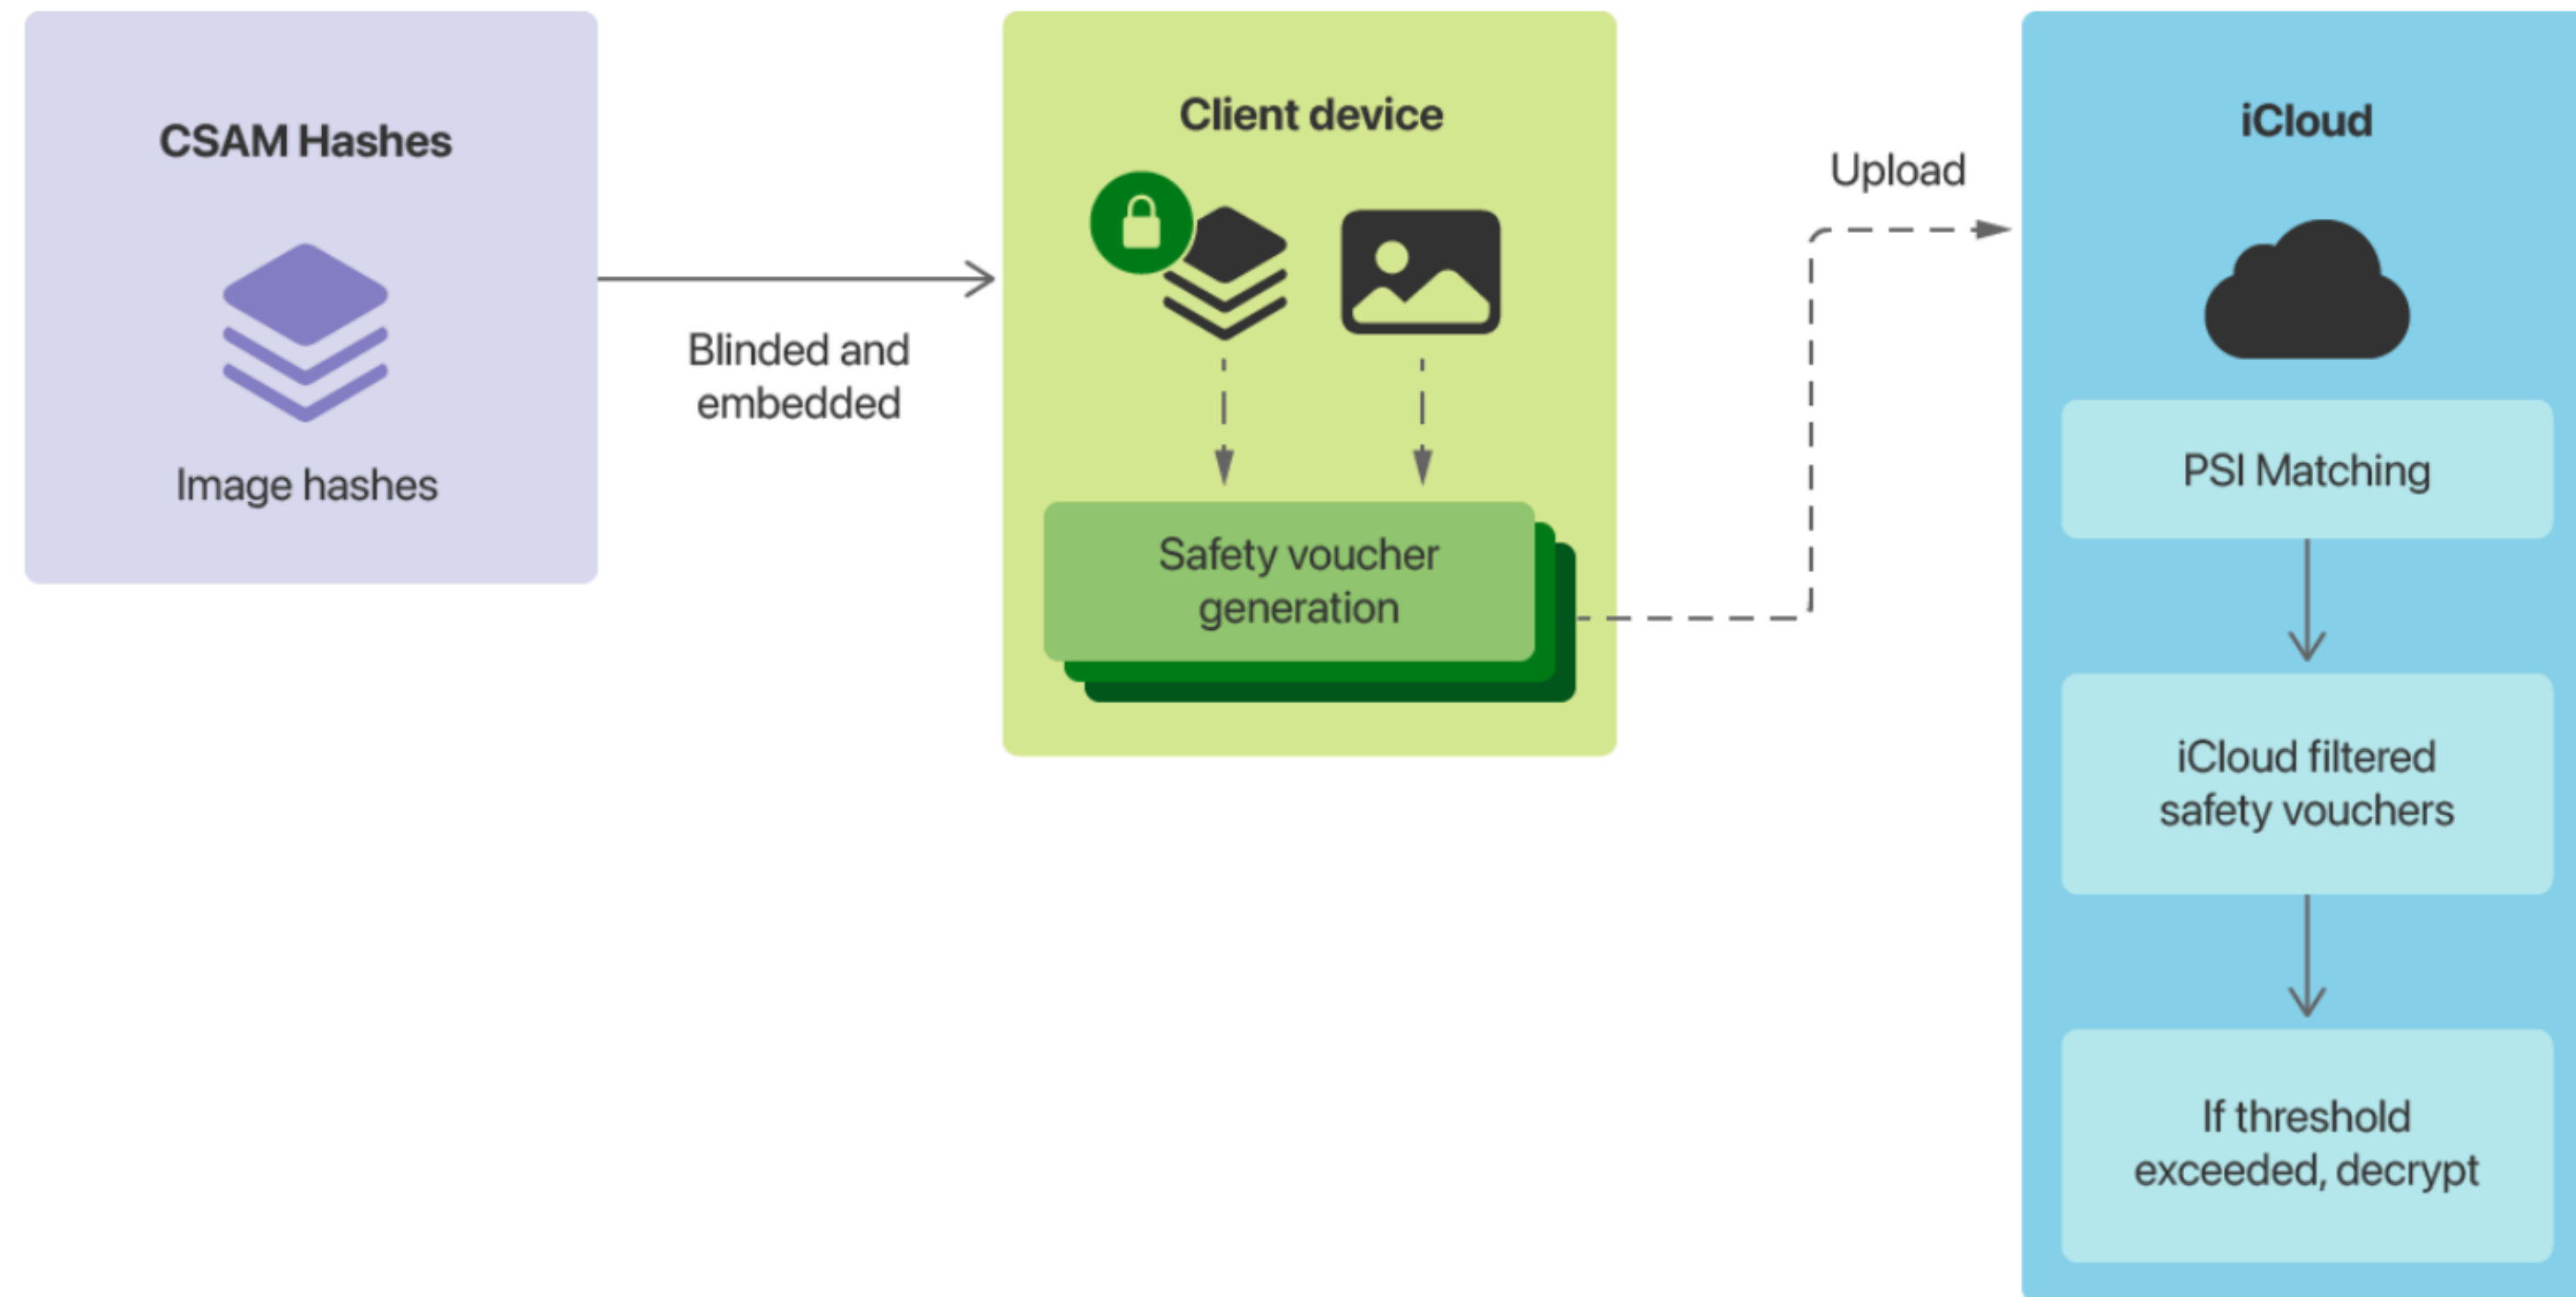 CSAM Hashes
Image hashes
Blinded and
embedded
Client device
Safety voucher
generation
Upload
iCloud
PSI Matching
iCloud filtered
safety vouchers
If threshold
exceeded, decrypt